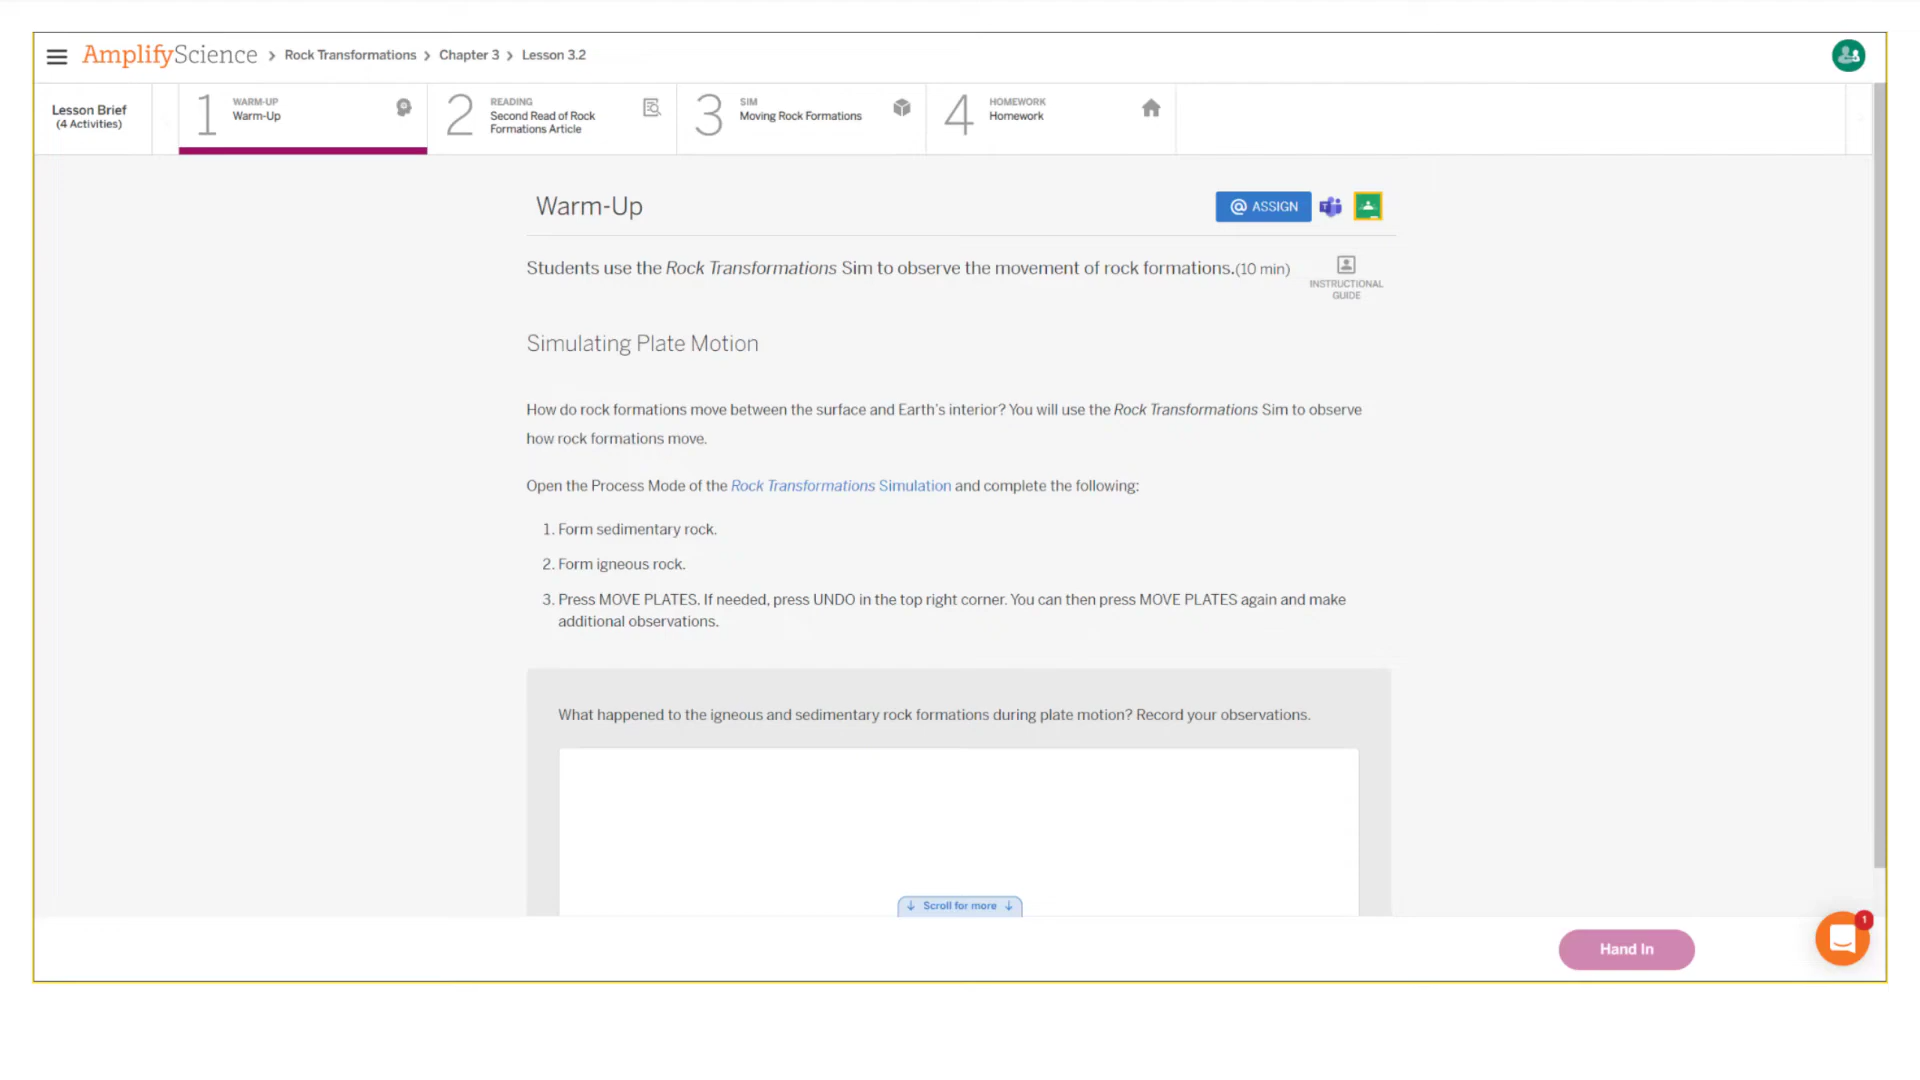 AmplifyScience > Rock Transformations > Chapter 3 > Lesson 3.2
Lesson Brief
(4 Activities)
1
WARM-UP
Warm-Up
2
READING
Second Read of Rock
Formations Article
3
SIM
Moving Rock Formations
4
HOMEWORK
Homework
Warm-Up
@ ASSIGN
Students use the Rock Transformations Sim to observe the movement of rock formations.(10 min)
INSTRUCTIONAL
GUIDE
Simulating Plate Motion
How do rock formations move between the surface and Earth's interior? You will use the Rock Transformations Sim to observe
how rock formations move.
Open the Process Mode of the Rock Transformations Simulation and complete the following:
1. Form sedimentary rock.
2. Form igneous rock.
3. Press MOVE PLATES. If needed, press UNDO in the top right corner. You can then press MOVE PLATES again and make
additional observations.
What happened to the igneous and sedimentary rock formations during plate motion? Record your observations.
↓ Scroll for more ↓
Hand In
1